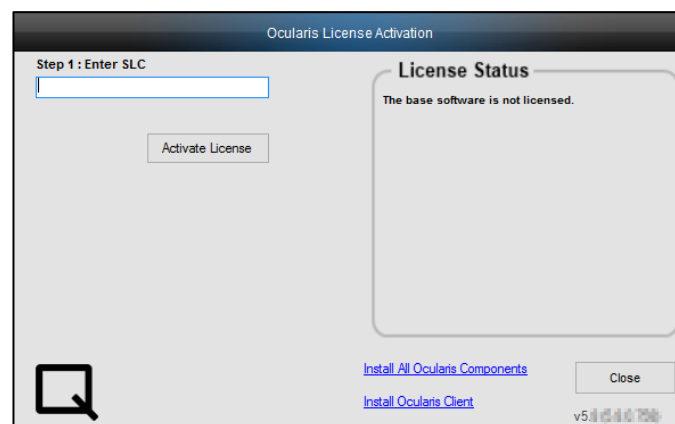 Ocularis License Activation
Step 1 : Enter SLC
License Status
The base software is not licensed.
Activate License
Install All Ocularis Components
Close
Install Ocularis Client